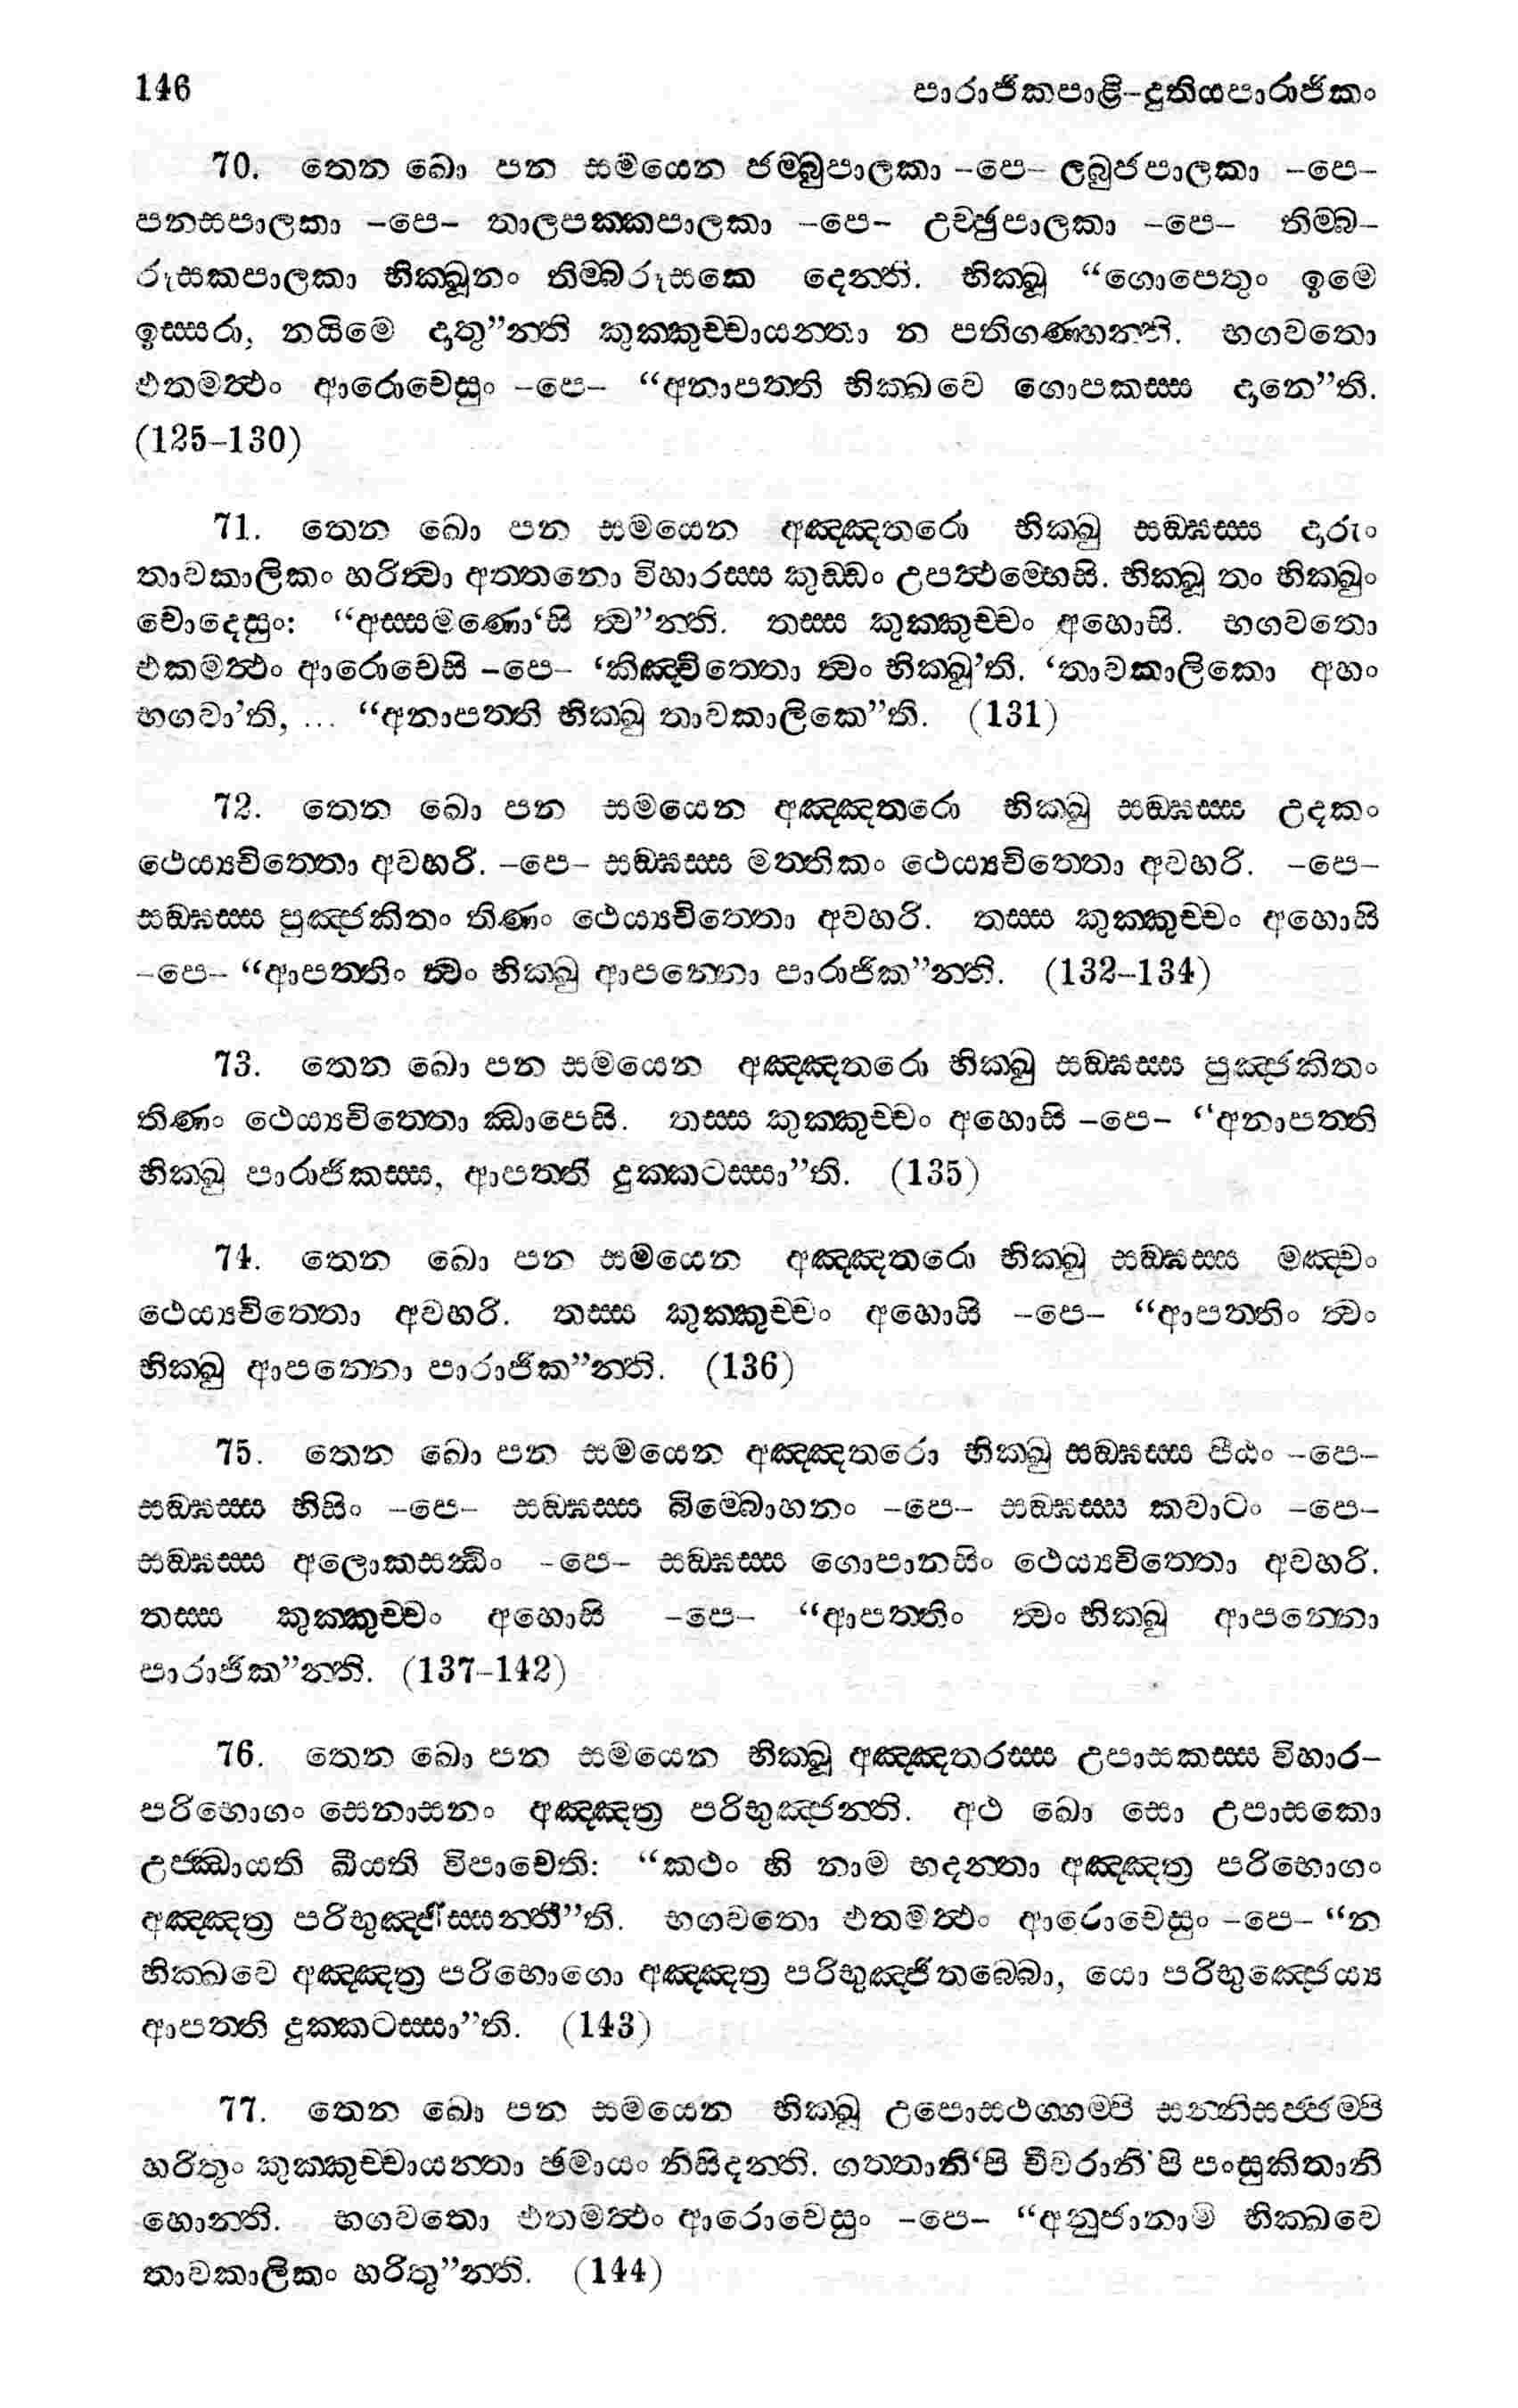 146 පාරාජිකපාළි-දුතියපාරාජිකං
70. තෙන ඛො පන සමයෙන ජම්බුපාලකා -පෙ- ලබුජපාලකා -පෙ-
පනසපාලකා -පෙ- තාලපක්කපාලකා -පෙ- උච්ඡුපාලකා -පෙ- තිම්බ-
රූසකපාලකා භික්ඛූනං තිම්බරූසකෙ දෙන්ති. භික්ඛූ “ගොපෙතුං ඉමෙ
ඉස්සරා, නයිමෙ දාතු”න්ති කුක්කුච්චායන්තා න පතිගණ්හන්ති. භගවතො
එතමත්ථං ආරොචෙසුං -පෙ- “අනාපත්ති භික්ඛවෙ ගොපකස්ස දානෙ”ති.
(125-130)
71. තෙන ඛො පන සමයෙන අඤ්ඤතරො භික්ඛු සඞ්ඝස්ස දාරුං
තාවකාලිකං හරිත්වා අත්තනො විහාරස්ස කුඩ්ඩං උපත්ථම්භෙසි. භික්ඛූ තං භික්ඛුං
චොදෙසුං: “අස්සමණො‘සි ත්ව”න්ති. තස්ස කුක්කුච්චං අහොසි. භගවතො
එකමත්ථං ආරොචෙසි -පෙ- ‘කිඤ්චිත්තො ත්වං භික්ඛූ’ති. ‘තාවකාලිකො අහං
භගවා’ති, ... “අනාපත්ති භික්ඛු තාවකාලිකෙ”ති. (131)
72. තෙන ඛො පන සමයෙන අඤ්ඤතරො භික්ඛු සඞ්ඝස්ස උදකං
ථෙය්‍යචිත්තො අවහරි. -පෙ- සඞ්ඝස්ස මත්තිකං ථෙය්‍යචිත්තො අවහරි. -පෙ-
සඞ්ඝස්ස පුඤ්ජකිතං තිණං ථෙය්‍යචිත්තො අවහරි. තස්ස කුක්කුච්චං අහොසි
-පෙ- “ආපත්තිං ත්වං භික්ඛු ආපන්නො පාරාජික”න්ති. (132-134)
73. තෙන ඛො පන සමයෙන අඤ්ඤතරො භික්ඛු සඞ්ඝස්ස පුඤ්ජකිතං
තිණං ථෙය්‍යචිත්තො ඣාපෙසි. තස්ස කුක්කුච්චං අහොසි -පෙ- “අනාපත්ති
භික්ඛු පාරාජිකස්ස, ආපත්ති දුක්කටස්සා”ති. (135)
74. තෙන ඛො පන සමයෙන අඤ්ඤතරො භික්ඛු සඞ්ඝස්ස මඤ්චං
ථෙය්‍යචිත්තො අවහරි. තස්ස කුක්කුච්චං අහොසි -පෙ- “ආපත්තිං ත්වං
භික්ඛු ආපන්නො පාරාජික”න්ති. (136)
75. තෙන ඛො පන සමයෙන අඤ්ඤතරො භික්ඛු සඞ්ඝස්ස පීඨං -පෙ-
සඞ්ඝස්ස භිසිං -පෙ- සඞ්ඝස්ස බිම්බොහනං -පෙ- සඞ්ඝස්ස කවාටං -පෙ-
සඞ්ඝස්ස අලොකසන්ධිං -පෙ- සඞ්ඝස්ස ගොපානසිං ථෙය්‍යචිත්තො අවහරි.
තස්ස කුක්කුච්චං අහොසි -පෙ- “ආපත්තිං ත්වං භික්ඛු ආපන්නො
පාරාජික”න්ති. (137-142)
76. තෙන ඛො පන සමයෙන භික්ඛූ අඤ්ඤතරස්ස උපාසකස්ස විහාර-
පරිභොගං සෙනාසනං අඤ්ඤත්‍ර පරිභුඤ්ජන්ති. අථ ඛො සො උපාසකො
උජ්ඣායති ඛීයති විපාචෙති: “කථං හි නාම භදන්තා අඤ්ඤත්‍ර පරිභොගං
අඤ්ඤත්‍ර පරිභුඤ්ජිස්සන්තී”ති. භගවතො එතමත්ථං ආරොචෙසුං -පෙ- “න
භික්ඛවෙ අඤ්ඤත්‍ර පරිභොගො අඤ්ඤත්‍ර පරිභුඤ්ජිතබ්බො, යො පරිභුඤ්ජෙය්‍ය
ආපත්ති දුක්කටස්සා”ති. (143)
77. තෙන ඛො පන සමයෙන භික්ඛූ උපොසථග්ගම්පි සන්නිසජ්ජම්පි
හරිතුං කුක්කුච්චායන්තා ඡමායං නිසීදන්ති. ගත්තානි‘පි චීවරානි‘පි පංසුකිතානි
හොන්ති. භගවතො එතමත්ථං ආරොචෙසුං -පෙ- “අනුජානාමි භික්ඛවෙ
තාවකාලිකං හරිතු”න්ති. (144)